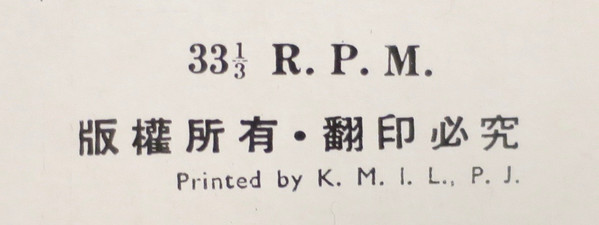 33⅓ R. P. M.
版權所有·翻印必究
Printed by K. M. I. L., P. J.